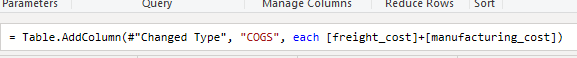 Parameters Query Manage Columns Reduce Rows Sort
= Table.AddColumn(#"Changed Type", "COGS", each [freight_cost]+[manufacturing_cost])